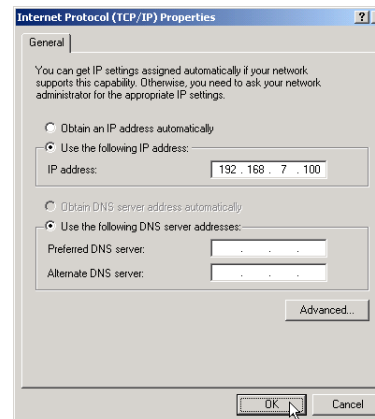 Internet Protocol (TCP/IP) Properties
General
You can get IP settings assigned automatically if your network
supports this capability. Otherwise, you need to ask your network
administrator for the appropriate IP settings.
Obtain an IP address automatically
Use the following IP address:
IP address: 192 . 168 . 7 . 100
Obtain DNS server address automatically
Use the following DNS server addresses:
Preferred DNS server: . . .
Alternate DNS server: . . .
Advanced...
OK Cancel